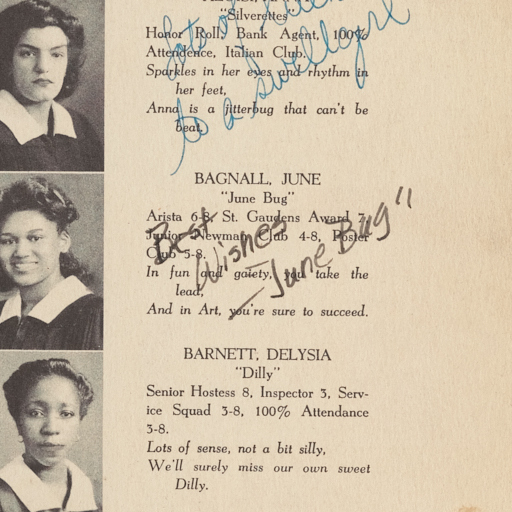 "Silverettes"
Honor Roll, Bank Agent, 100%
Attendence, Italian Club.
Sparkles in her eyes and rhythm in
her feet,
Anna is a jitterbug that can't be
beat.
lots of
to a swell girl
BAGNALL, JUNE
"June Bug"
Arista 6-8, St. Gaudens Award 7,
Junior Newman Club 4-8, Poster
Club 5-8.
In fun and gaiety, you take the
lead,
And in Art, you're sure to succeed.
Best
Wishes
—June Bug"
BARNETT, DELYSIA
"Dilly"
Senior Hostess 8, Inspector 3, Serv-
ice Squad 3-8, 100% Attendance
3-8.
Lots of sense, not a bit silly,
We'll surely miss our own sweet
Dilly.